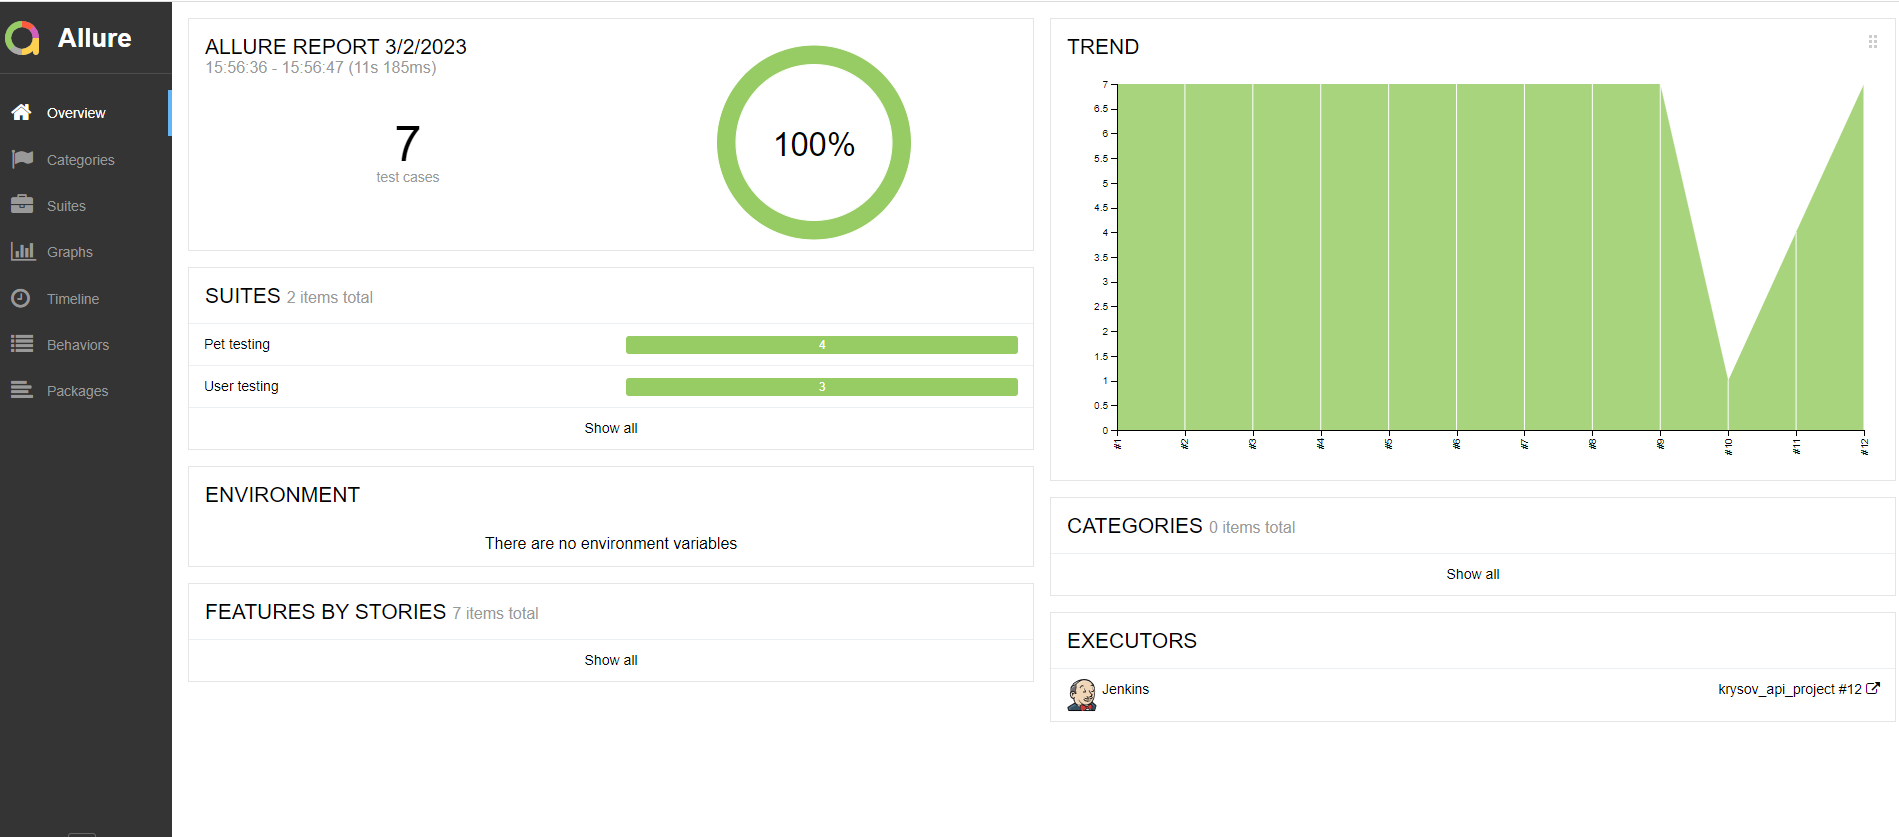 Allure
Overview
Categories
Suites
Graphs
Timeline
Behaviors
Packages
ALLURE REPORT 3/2/2023
15:56:36 - 15:56:47 (11s 185ms)
7
test cases
100%
SUITES 2 items total
Pet testing 4
User testing 3
Show all
ENVIRONMENT
There are no environment variables
FEATURES BY STORIES 7 items total
Show all
TREND
7
6.5
6
5.5
5
4.5
4
3.5
3
2.5
2
1.5
1
0.5
0
#1 #2 #3 #4 #5 #6 #7 #8 #9 #10 #11 #12
CATEGORIES 0 items total
Show all
EXECUTORS
Jenkins krysov_api_project #12